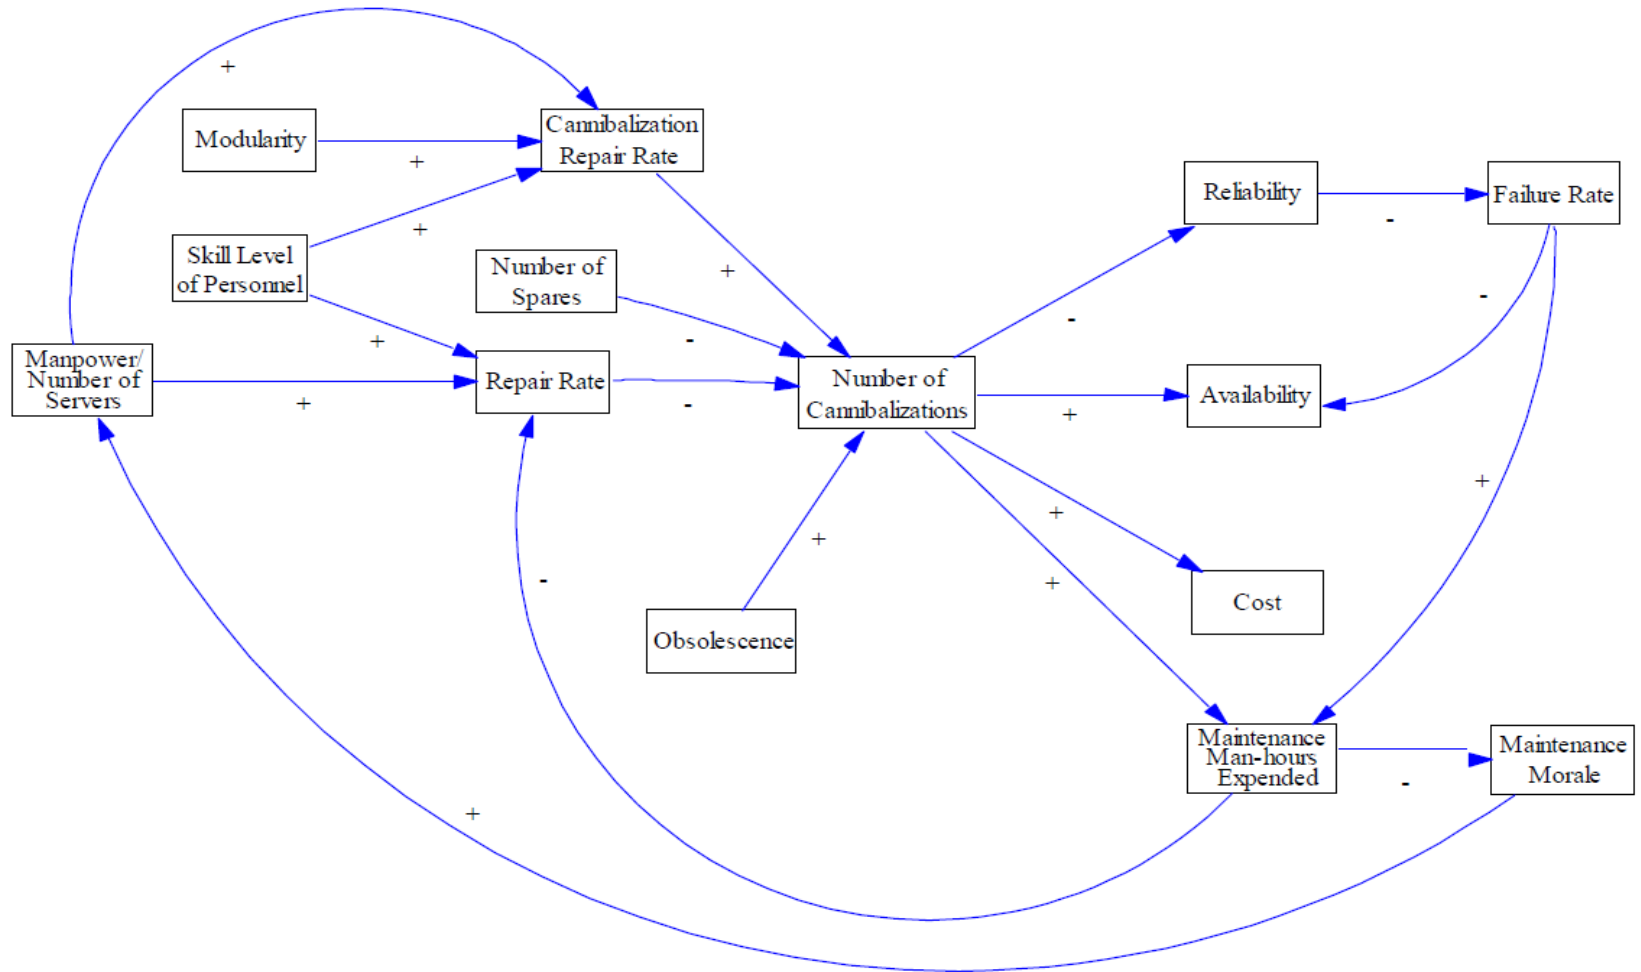 +
Modularity
+
Cannibalization
Repair Rate
Reliability
-
Failure Rate
Skill Level
of Personnel
+
Number of
Spares
+
-
-
+
-
Manpower/
Number of
Servers
+
Repair Rate
-
Number of
Cannibalizations
+
Availability
-
+
+
+
+
Cost
Obsolescence
Maintenance
Man-hours
Expended
-
Maintenance
Morale
+